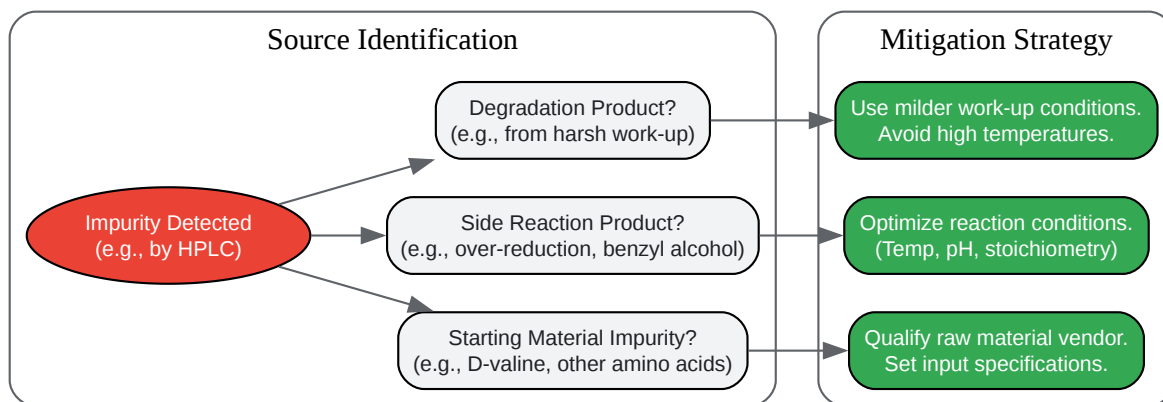 Source Identification
Mitigation Strategy
Degradation Product?
(e.g., from harsh work-up)
Use milder work-up conditions.
Avoid high temperatures.
Impurity Detected
(e.g., by HPLC)
Side Reaction Product?
(e.g., over-reduction, benzyl alcohol)
Optimize reaction conditions.
(Temp, pH, stoichiometry)
Starting Material Impurity?
(e.g., D-valine, other amino acids)
Qualify raw material vendor.
Set input specifications.